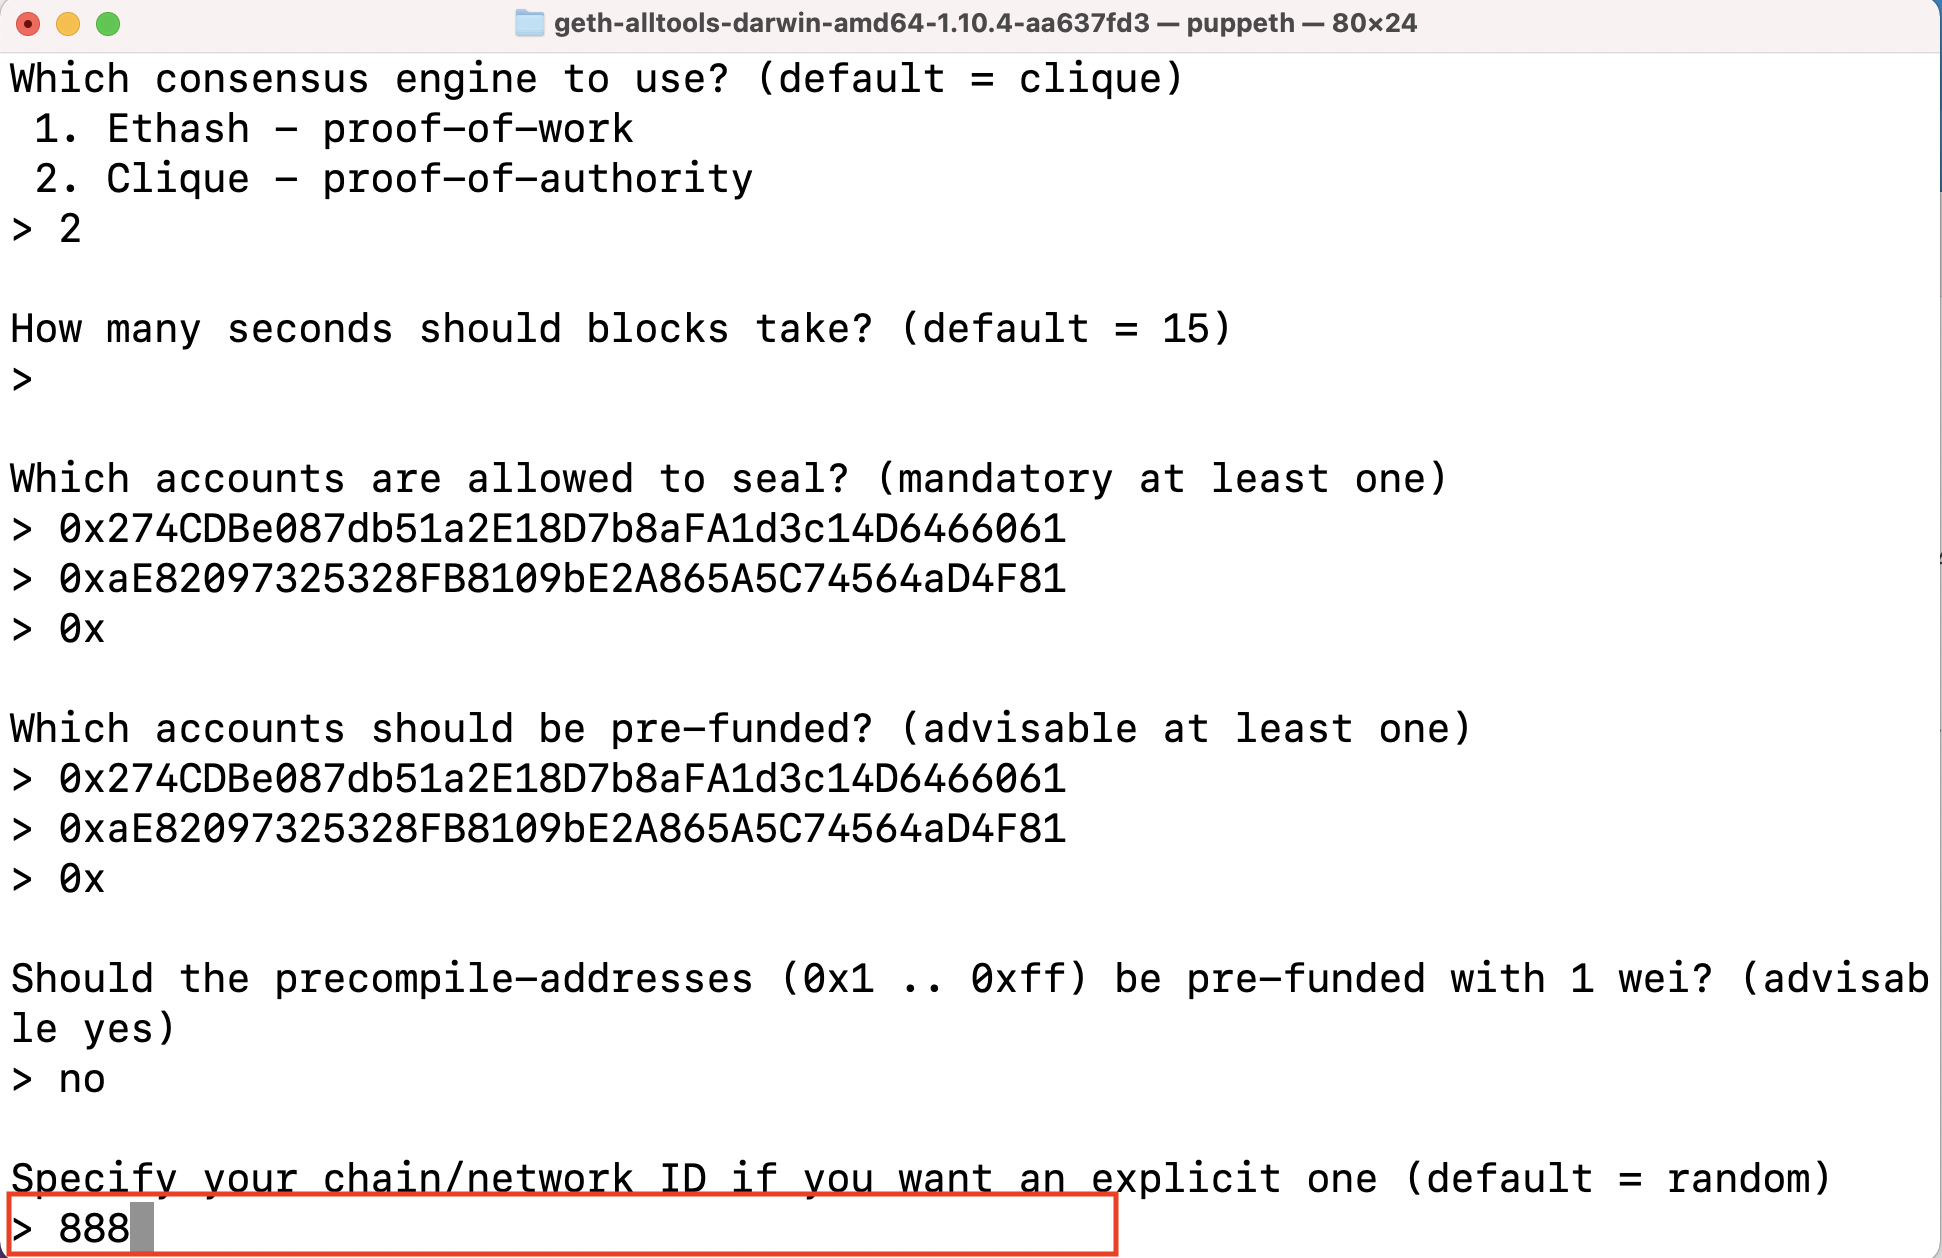 geth-alltools-darwin-amd64-1.10.4-aa637fd3 — puppeth — 80×24
Which consensus engine to use? (default = clique)
 1. Ethash - proof-of-work
 2. Clique - proof-of-authority
> 2

How many seconds should blocks take? (default = 15)
>

Which accounts are allowed to seal? (mandatory at least one)
> 0x274CDBe087db51a2E18D7b8aFA1d3c14D6466061
> 0xaE82097325328FB8109bE2A865A5C74564aD4F81
> 0x

Which accounts should be pre-funded? (advisable at least one)
> 0x274CDBe087db51a2E18D7b8aFA1d3c14D6466061
> 0xaE82097325328FB8109bE2A865A5C74564aD4F81
> 0x

Should the precompile-addresses (0x1 .. 0xff) be pre-funded with 1 wei? (advisab
le yes)
> no

Specify your chain/network ID if you want an explicit one (default = random)
> 888